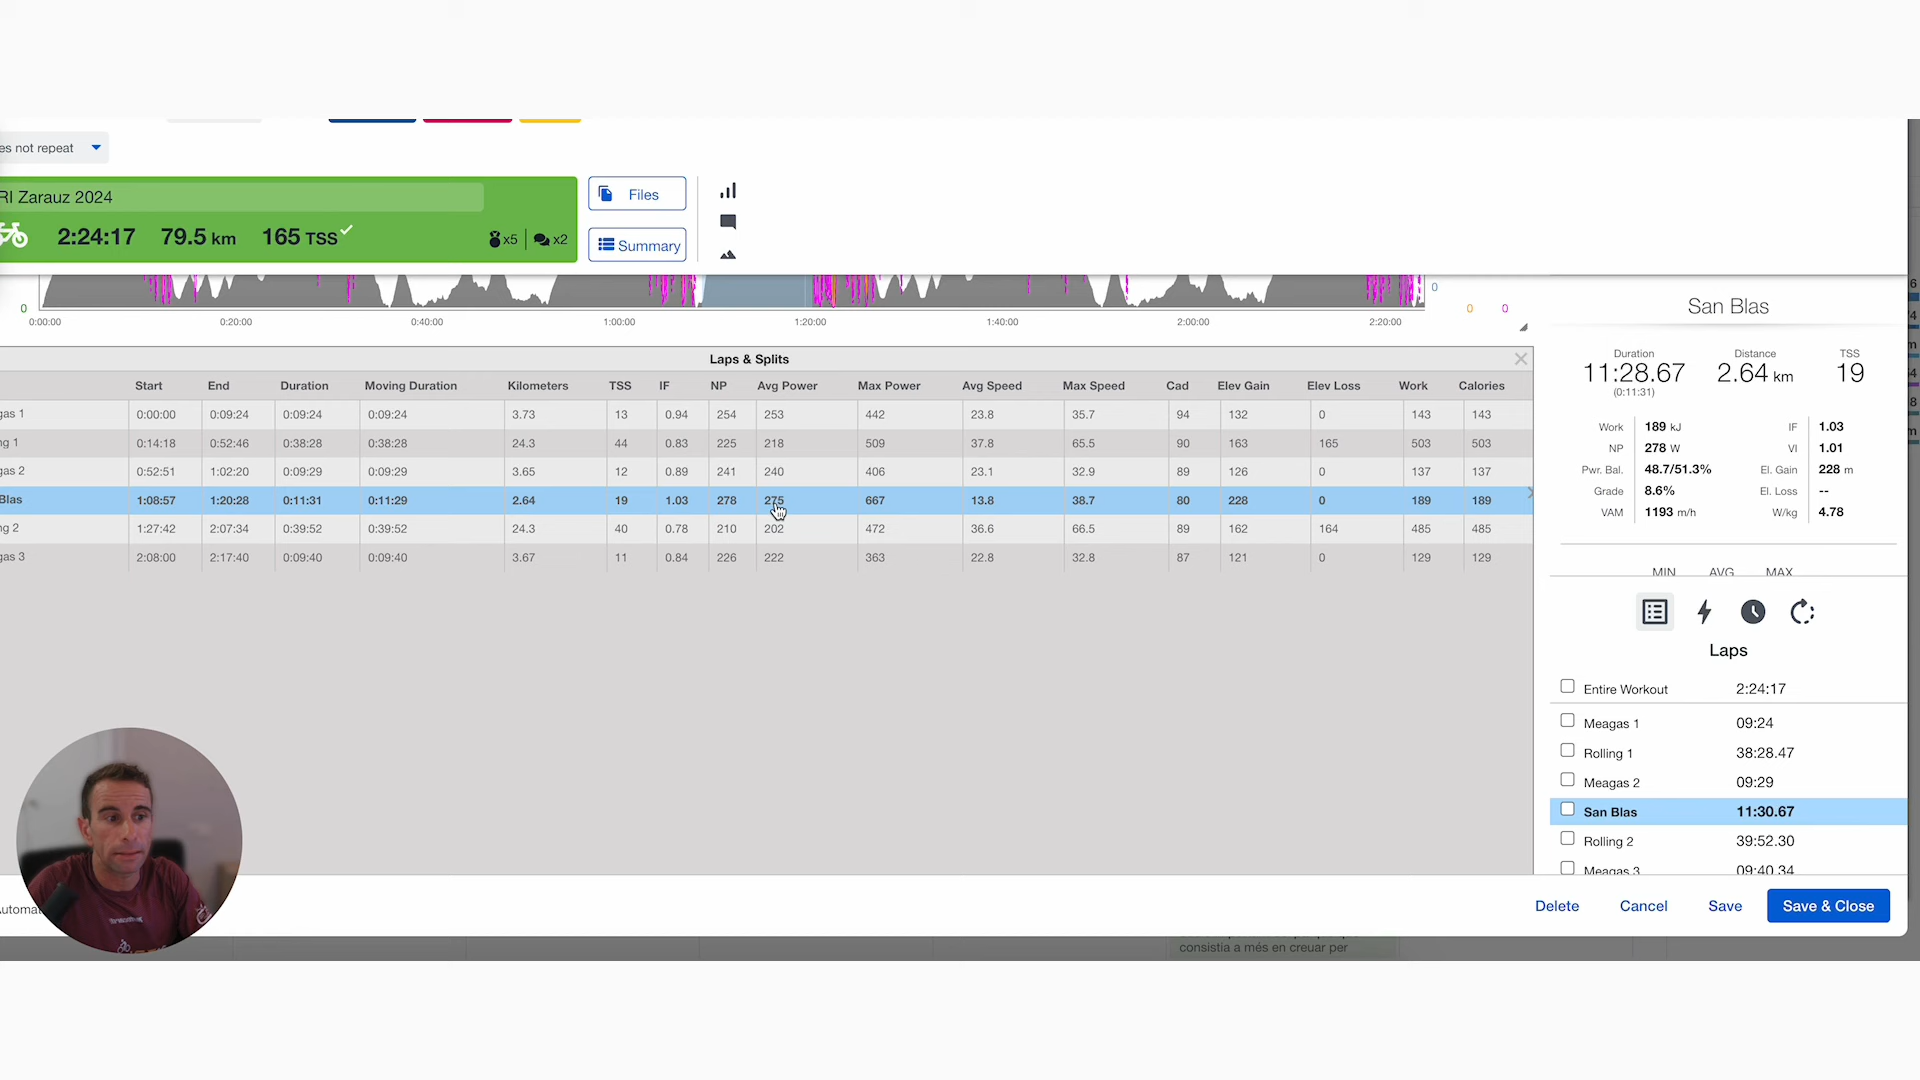 es not repeat
RI Zarauz 2024
2:24:17 79.5 km 165 TSS
x5 x2
Files
Summary
0
0:00:00 0:20:00 0:40:00 1:00:00 1:20:00 1:40:00 2:00:00 2:20:00
0 0 0
Laps & Splits
Start End Duration Moving Duration Kilometers TSS IF NP Avg Power Max Power Avg Speed Max Speed Cad Elev Gain Elev Loss Work Calories
gas 1 0:00:00 0:09:24 0:09:24 0:09:24 3.73 13 0.94 254 253 442 23.8 35.7 94 132 0 143 143
ng 1 0:14:18 0:52:46 0:38:28 0:38:28 24.3 44 0.83 225 218 509 37.8 65.5 90 163 165 503 503
gas 2 0:52:51 1:02:20 0:09:29 0:09:29 3.65 12 0.89 241 240 406 23.1 32.9 89 126 0 137 137
Blas 1:08:57 1:20:28 0:11:31 0:11:29 2.64 19 1.03 278 275 667 13.8 38.7 80 228 0 189 189
ng 2 1:27:42 2:07:34 0:39:52 0:39:52 24.3 40 0.78 210 202 472 36.6 66.5 89 162 164 485 485
gas 3 2:08:00 2:17:40 0:09:40 0:09:40 3.67 11 0.84 226 222 363 22.8 32.8 87 121 0 129 129
San Blas
Duration Distance TSS
11:28.67 2.64 km 19
(0:11:31)
Work 189 kJ IF 1.03
NP 278 W VI 1.01
Pwr. Bal. 48.7/51.3% El. Gain 228 m
Grade 8.6% El. Loss --
VAM 1193 m/h W/kg 4.78
MIN AVG MAX
Laps
Entire Workout 2:24:17
Meagas 1 09:24
Rolling 1 38:28.47
Meagas 2 09:29
San Blas 11:30.67
Rolling 2 39:52.30
Meagas 3 09:40.34
Automa
Delete Cancel Save Save & Close
consistia a més en creuar per